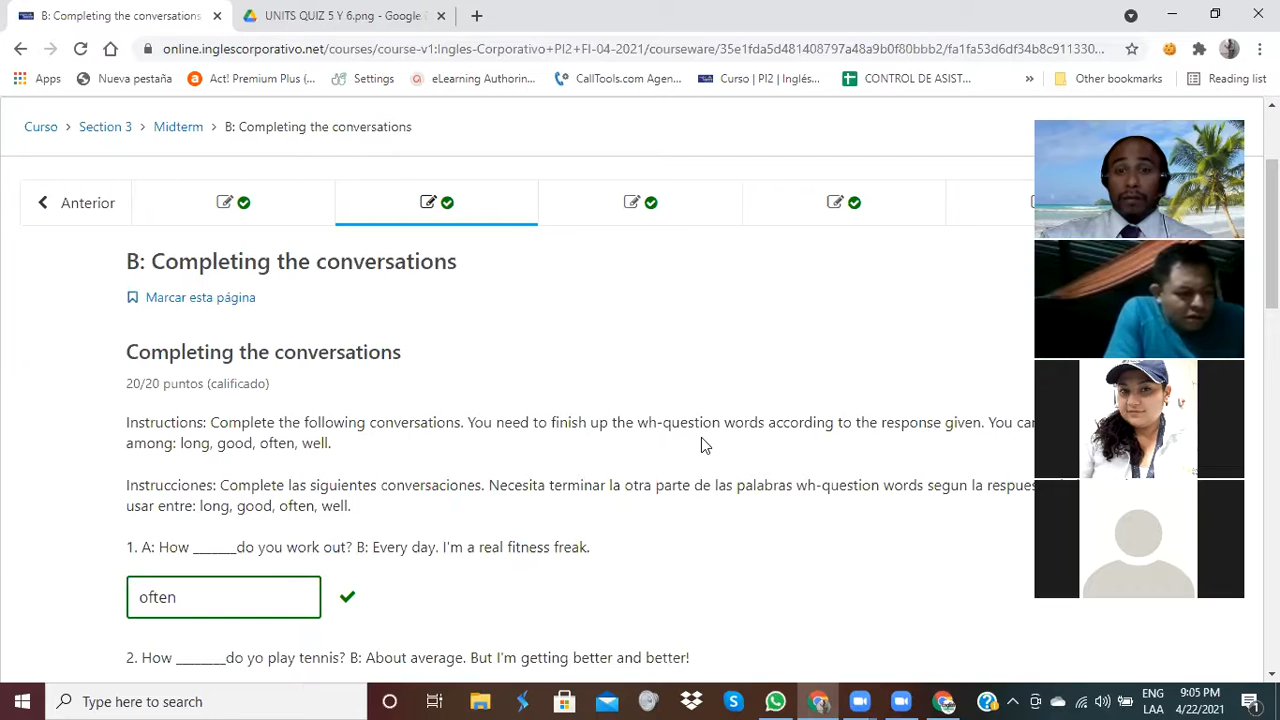 B: Completing the conversations
UNITS QUIZ 5 Y 6.png - Google
online.inglescorporativo.net/courses/course-v1:Ingles-Corporativo+PI2+FI-04-2021/courseware/35e1fda5d481408797a48a9b0f80bbb2/fa1fa53d6df34b8c911330...
Apps
Nueva pestaña
Act! Premium Plus (...
Settings
eLearning Authorin...
CallTools.com Agen...
Curso | PI2 | Inglés...
CONTROL DE ASIST...
»
Other bookmarks
Reading list
Curso > Section 3 > Midterm > B: Completing the conversations
Anterior
B: Completing the conversations
Marcar esta página
Completing the conversations
20/20 puntos (calificado)
Instructions: Complete the following conversations. You need to finish up the wh-question words according to the response given. You can
among: long, good, often, well.
Instrucciones: Complete las siguientes conversaciones. Necesita terminar la otra parte de las palabras wh-question words segun la respues
usar entre: long, good, often, well.
1. A: How _______do you work out? B: Every day. I'm a real fitness freak.
often
2. How ________do yo play tennis? B: About average. But I'm getting better and better!
Type here to search
ENG
LAA
9:05 PM
4/22/2021